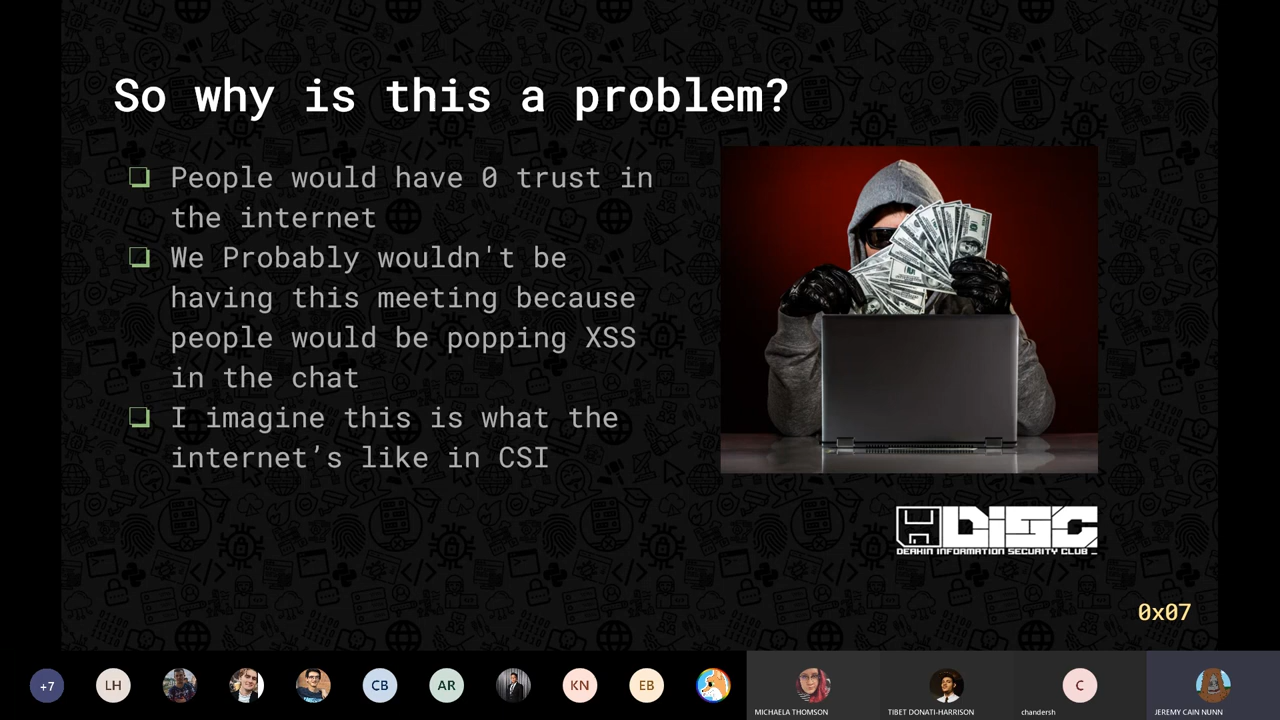 So why is this a problem?
People would have 0 trust in
the internet
We Probably wouldn't be
having this meeting because
people would be popping XSS
in the chat
I imagine this is what the
internet’s like in CSI
DISC
DEAKIN INFORMATION SECURITY CLUB _
0x07
+7
LH
CB
AR
KN
EB
C
MICHAELA THOMSON
TIBET DONATI-HARRISON
chandersh
JEREMY CAIN NUNN